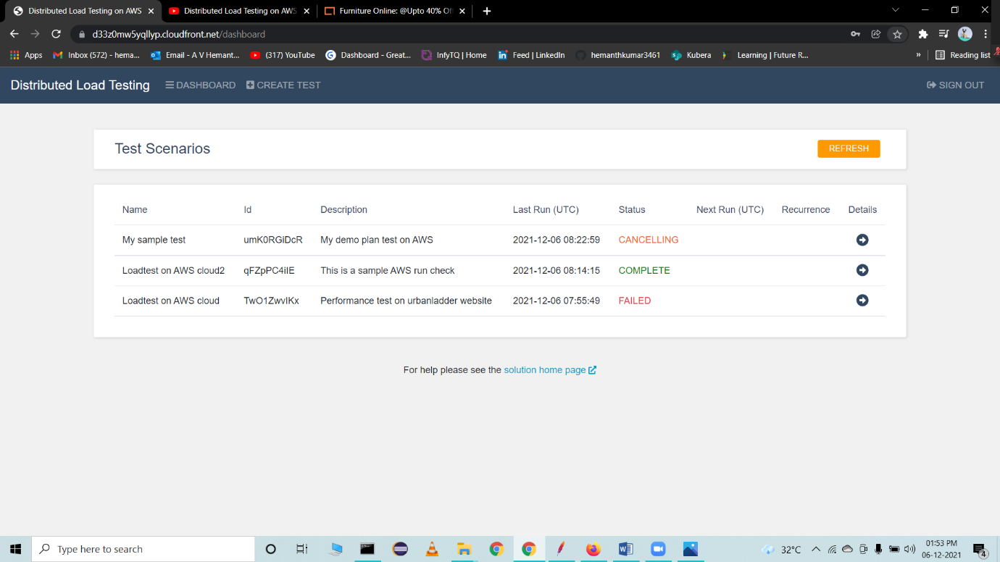 Distributed Load Testing on AWS
Distributed Load Testing on AWS
Furniture Online: @Upto 40% Of
d33z0mw5yqllyp.cloudfront.net/dashboard
Apps
Inbox (572) - hema...
Email - A V Hemant...
(317) YouTube
Dashboard - Great...
InfyTQ | Home
Feed | LinkedIn
hemanthkumar3461
Kubera
Learning | Future R...
»
Reading list
Distributed Load Testing
DASHBOARD
CREATE TEST
SIGN OUT
Test Scenarios
REFRESH
Name Id Description Last Run (UTC) Status Next Run (UTC) Recurrence Details
My sample test umK0RGiDcR My demo plan test on AWS 2021-12-06 08:22:59 CANCELLING
Loadtest on AWS cloud2 qFZpPC4iIE This is a sample AWS run check 2021-12-06 08:14:15 COMPLETE
Loadtest on AWS cloud TwO1ZwvIKx Performance test on urbanladder website 2021-12-06 07:55:49 FAILED
For help please see the solution home page
Type here to search
32°C
01:53 PM
06-12-2021
4